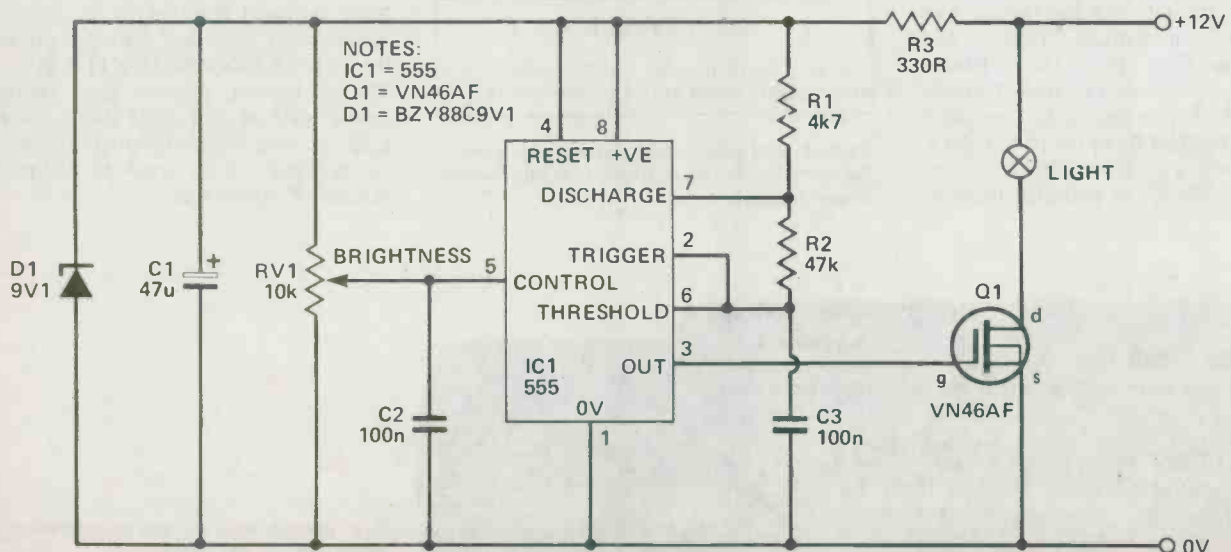 +12V
R3
330R
NOTES:
IC1 = 555
Q1 = VN46AF
D1 = BZY88C9V1
R1
4k7
4
8
RESET +VE
LIGHT
7
DISCHARGE
R2
47k
2
TRIGGER
BRIGHTNESS
5
CONTROL
6
THRESHOLD
D1
9V1
C1
47u
+
RV1
10k
Q1
d
3
OUT
g
s
IC1
555
VN46AF
C2
100n
0V
1
C3
100n
0V